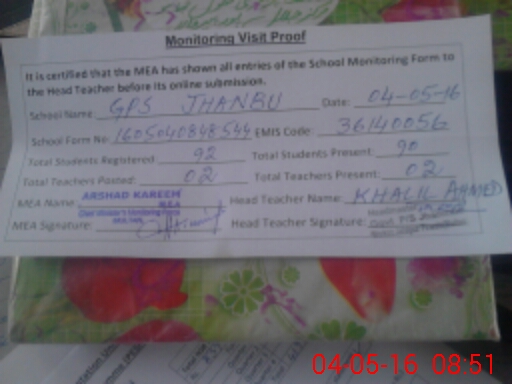 Monitoring Visit Proof
It is certified that the MEA has shown all entries of the School Monitoring Form to
the Head Teacher before its online submission.
School Name: GPS JHANBU Date: 04-05-16
School Form No: 1605040848544 EMIS Code: 36140056
Total Students Registered 92 Total Students Present: 90
Total Teachers Posted: 02 Total Teachers Present: 02
MEA Name: ARSHAD KAREEM Head Teacher Name: KHALIL AHMED
MEA
MEA Signature: Head Teacher Signature:
04-05-16 08:51